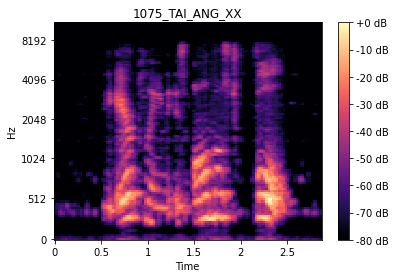 1075_TAI_ANG_XX
8192
4096
2048
1024
512
0
Hz
0
0.5
1
1.5
2
2.5
Time
+0 dB
-10 dB
-20 dB
-30 dB
-40 dB
-50 dB
-60 dB
-70 dB
-80 dB